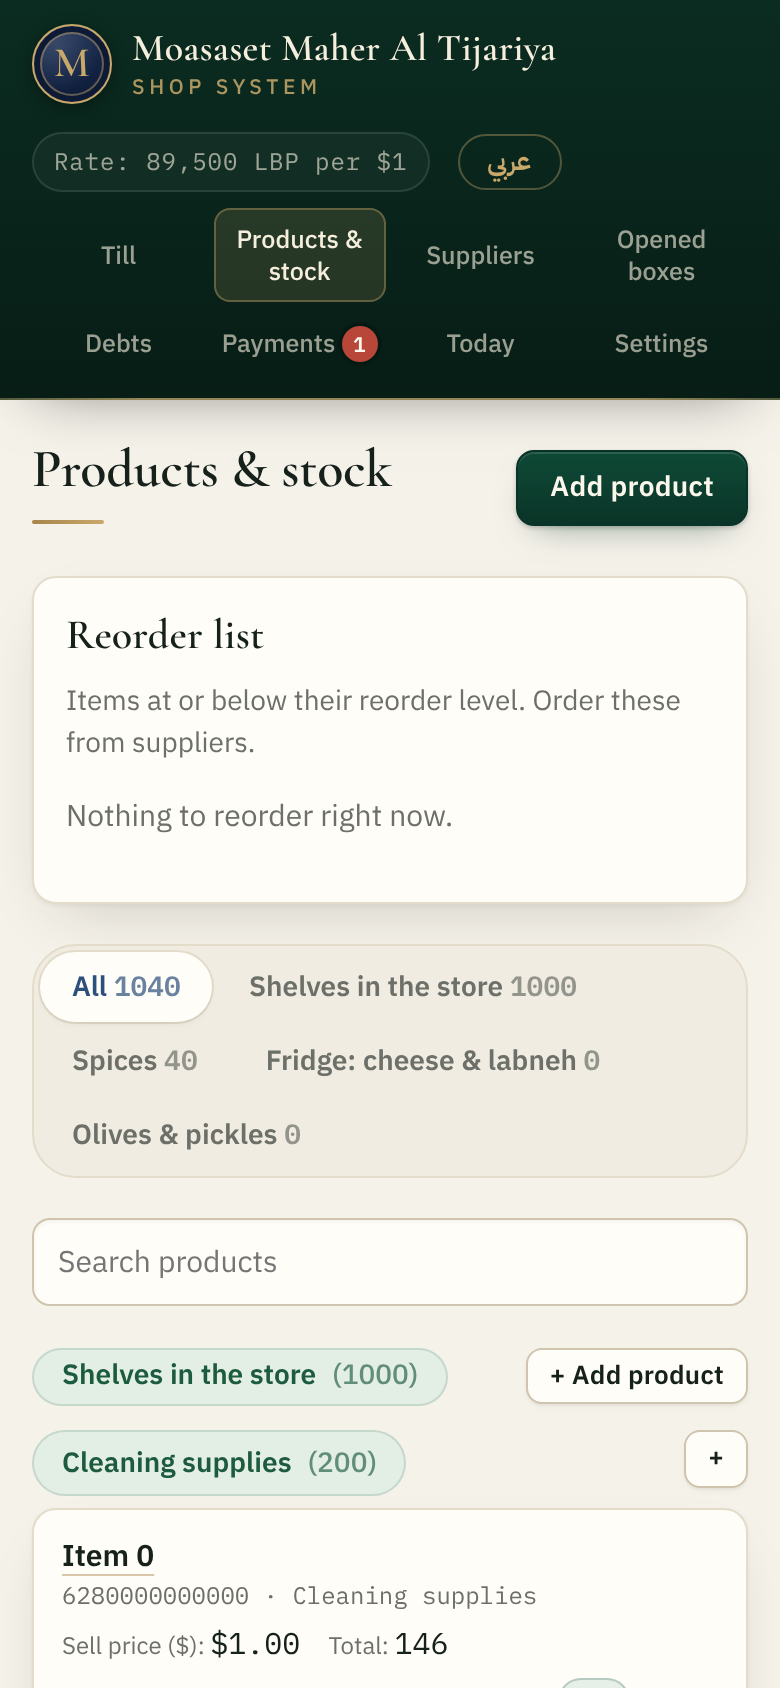 M
Moasaset Maher Al Tijariya
SHOP SYSTEM
Rate: 89,500 LBP per $1
عربي
Till
Products &
stock
Suppliers
Opened
boxes
Debts
Payments 1
Today
Settings
Products & stock
Add product
Reorder list
Items at or below their reorder level. Order these
from suppliers.
Nothing to reorder right now.
All 1040
Shelves in the store 1000
Spices 40
Fridge: cheese & labneh 0
Olives & pickles 0
Search products
Shelves in the store (1000)
+ Add product
Cleaning supplies (200)
+
Item 0
6280000000000 · Cleaning supplies
Sell price ($): $1.00 Total: 146